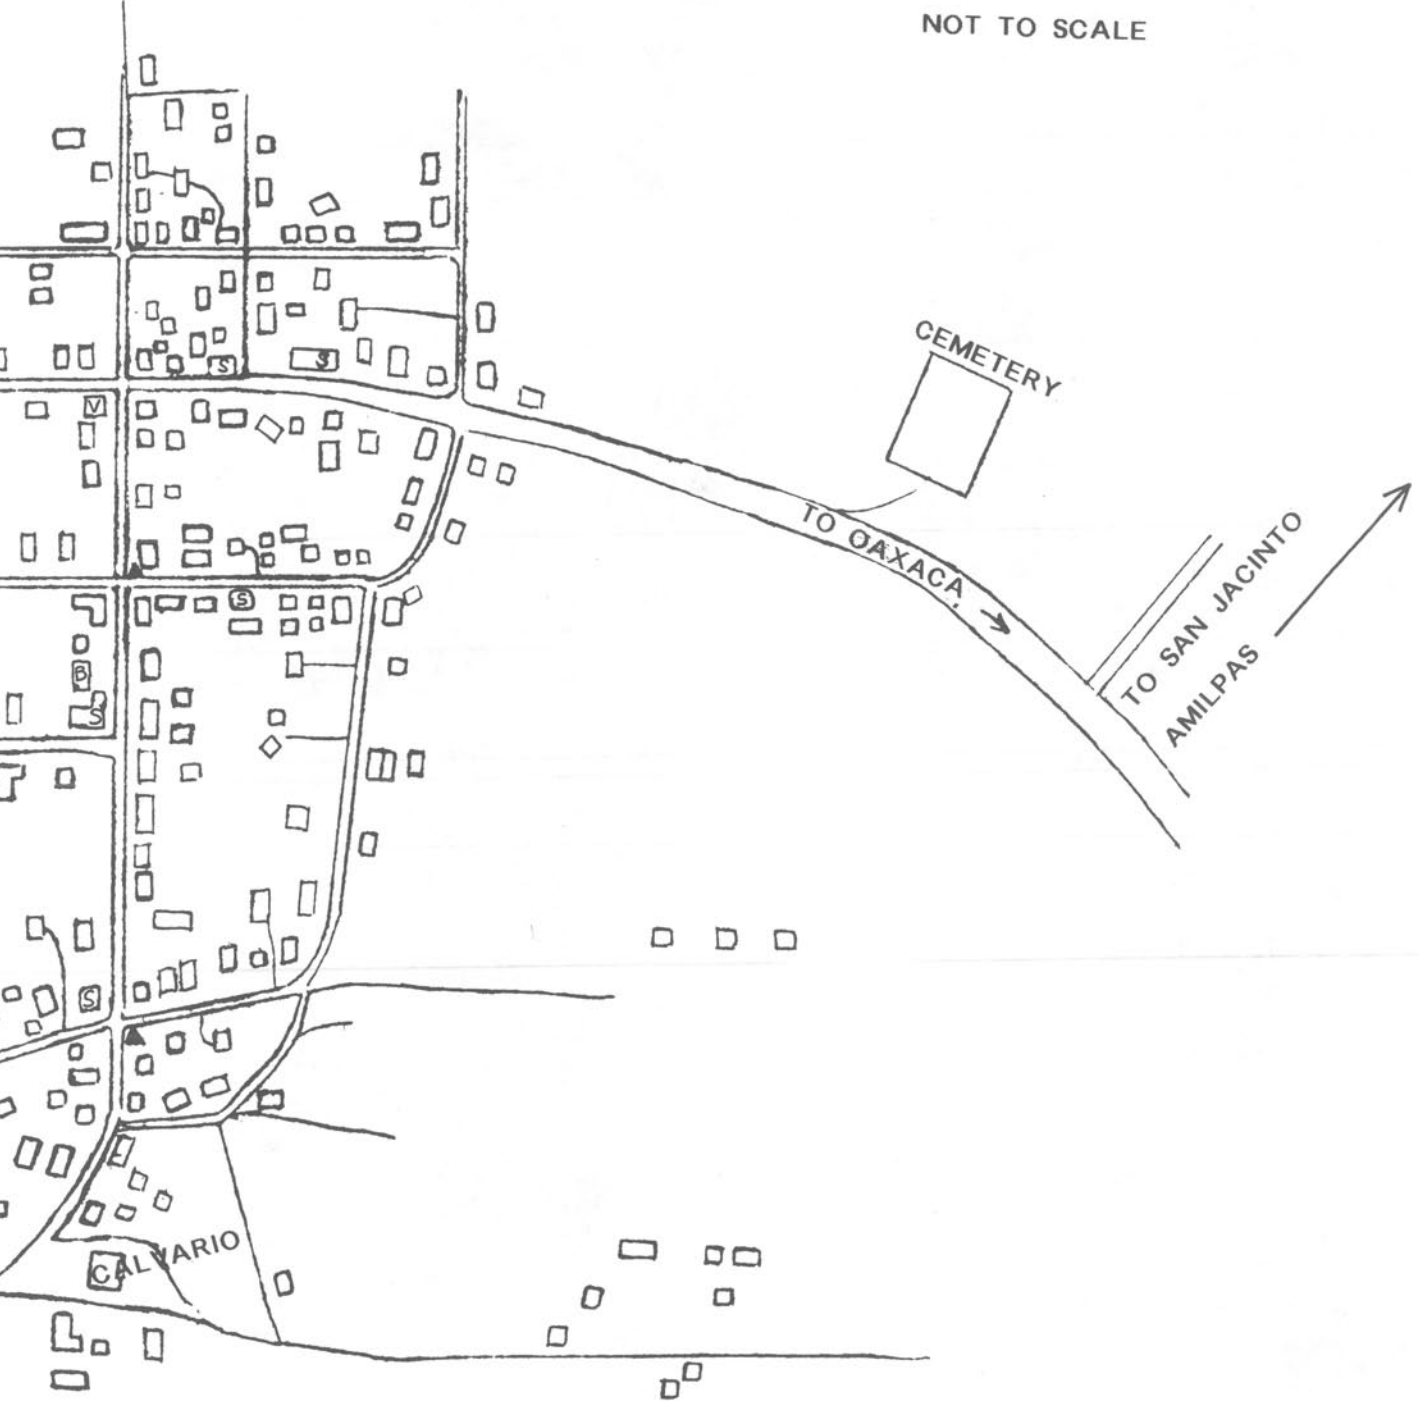 NOT TO SCALE
CEMETERY
TO OAXACA
TO SAN JACINTO
AMILPAS
S
S
V
S
B
S
S
CALVARIO